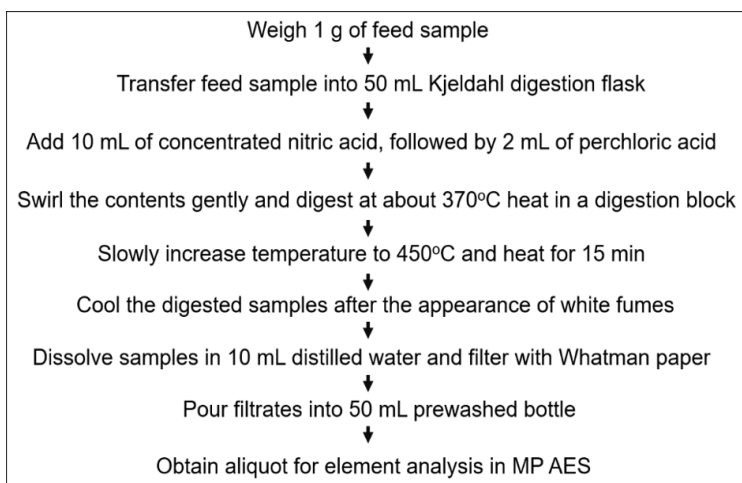 Weigh 1 g of feed sample
Transfer feed sample into 50 mL Kjeldahl digestion flask
Add 10 mL of concentrated nitric acid, followed by 2 mL of perchloric acid
Swirl the contents gently and digest at about 370°C heat in a digestion block
Slowly increase temperature to 450°C and heat for 15 min
Cool the digested samples after the appearance of white fumes
Dissolve samples in 10 mL distilled water and filter with Whatman paper
Pour filtrates into 50 mL prewashed bottle
Obtain aliquot for element analysis in MP AES